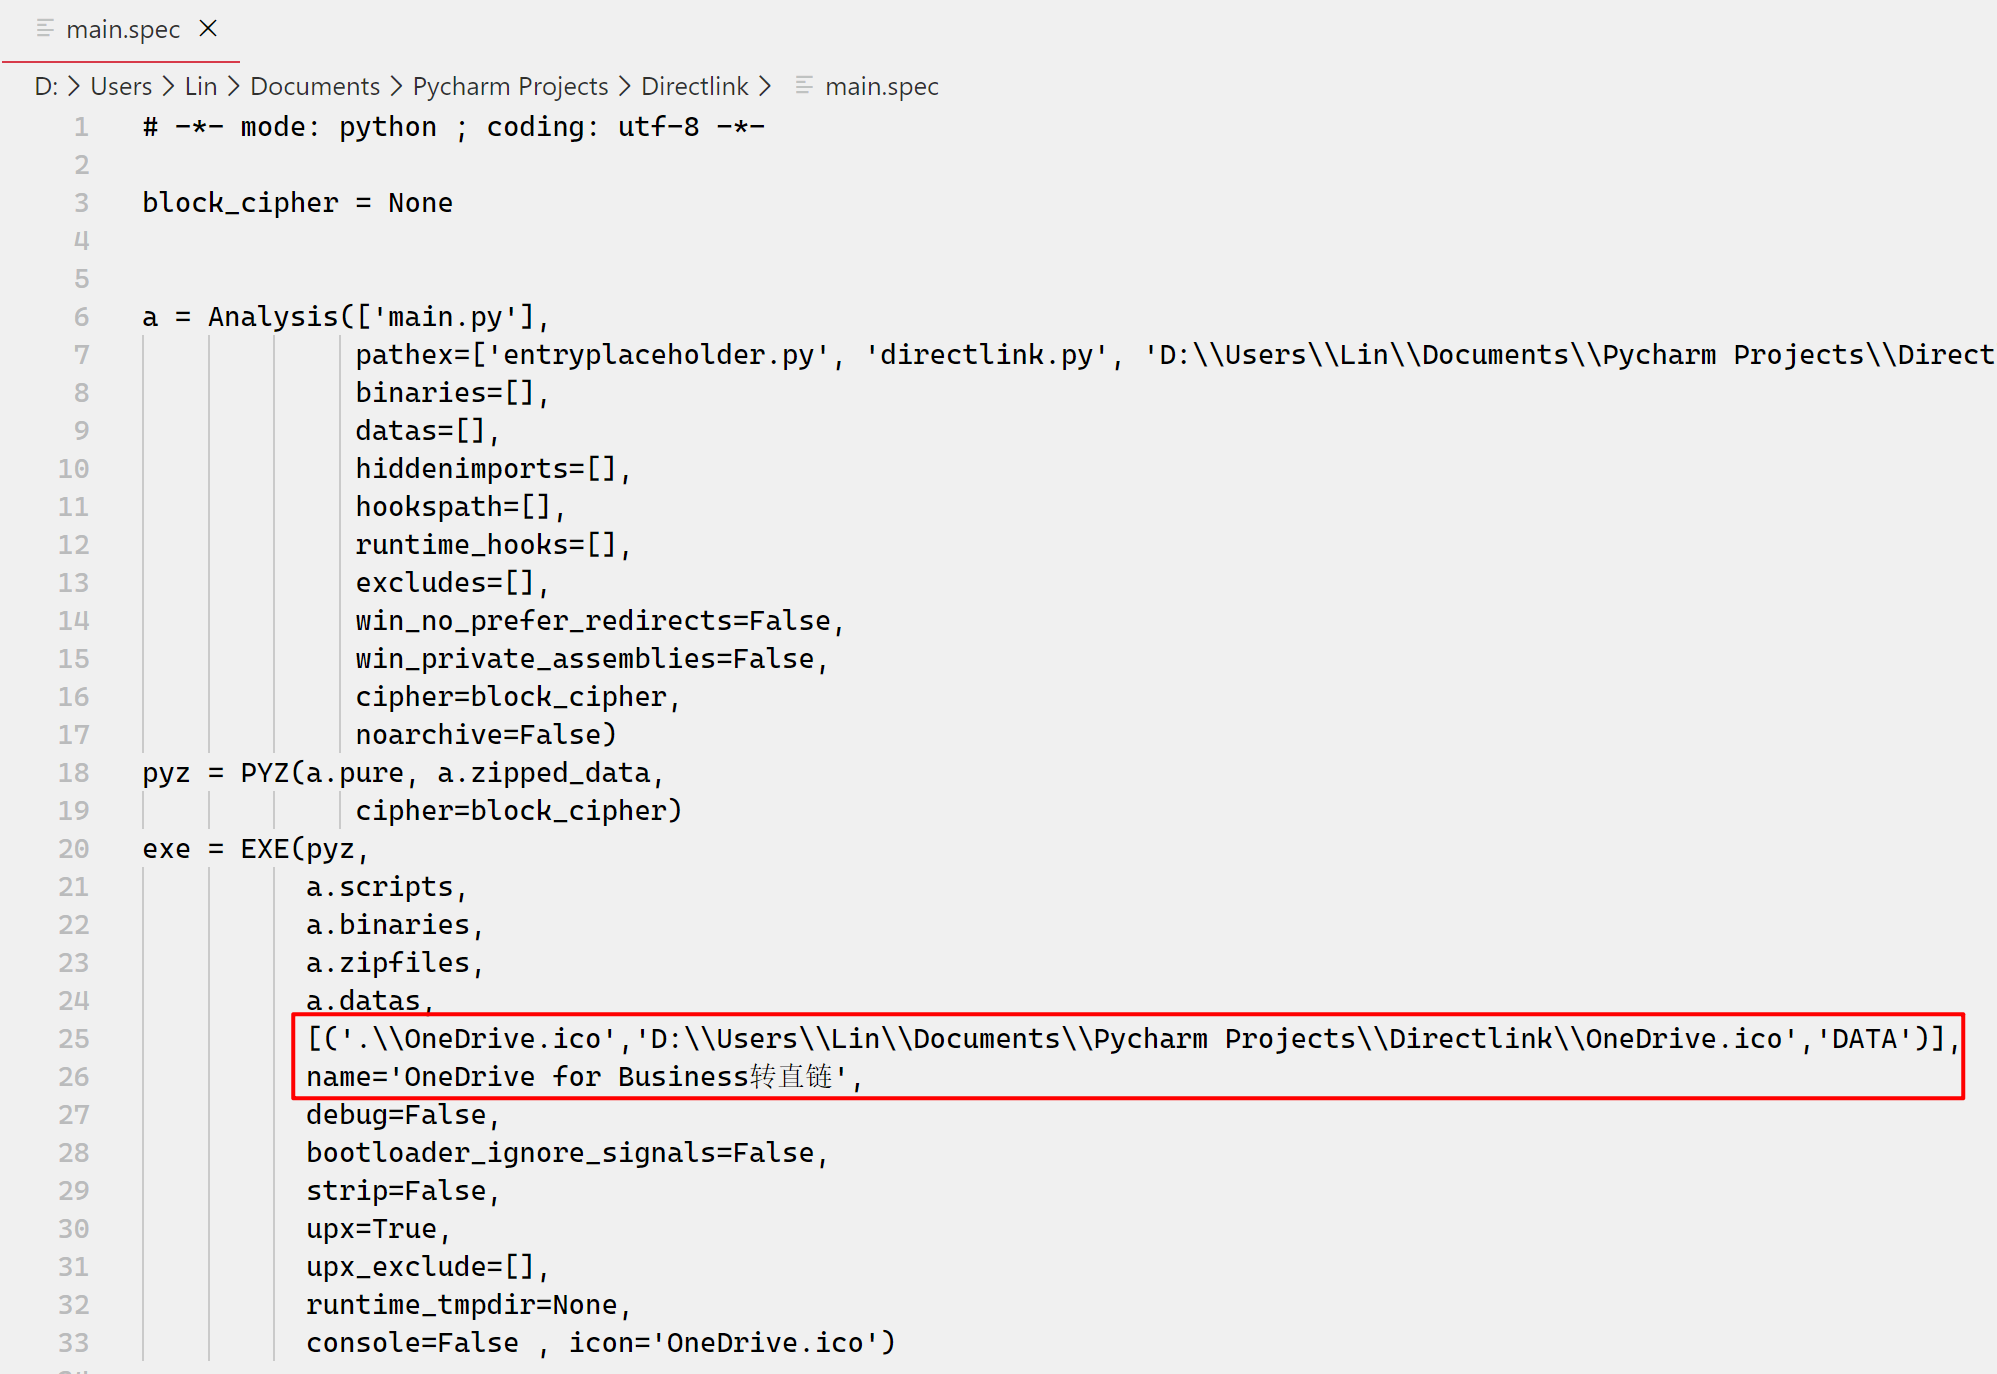 main.spec
D: > Users > Lin > Documents > Pycharm Projects > Directlink > main.spec
1 # -*- mode: python ; coding: utf-8 -*-
2
3 block_cipher = None
4
5
6 a = Analysis(['main.py'],
7 pathex=['entryplaceholder.py', 'directlink.py', 'D:\\Users\\Lin\\Documents\\Pycharm Projects\\Direct
8 binaries=[],
9 datas=[],
10 hiddenimports=[],
11 hookspath=[],
12 runtime_hooks=[],
13 excludes=[],
14 win_no_prefer_redirects=False,
15 win_private_assemblies=False,
16 cipher=block_cipher,
17 noarchive=False)
18 pyz = PYZ(a.pure, a.zipped_data,
19 cipher=block_cipher)
20 exe = EXE(pyz,
21 a.scripts,
22 a.binaries,
23 a.zipfiles,
24 a.datas,
25 [('.\\OneDrive.ico','D:\\Users\\Lin\\Documents\\Pycharm Projects\\Directlink\\OneDrive.ico','DATA')],
26 name='OneDrive for Business转直链',
27 debug=False,
28 bootloader_ignore_signals=False,
29 strip=False,
30 upx=True,
31 upx_exclude=[],
32 runtime_tmpdir=None,
33 console=False , icon='OneDrive.ico')